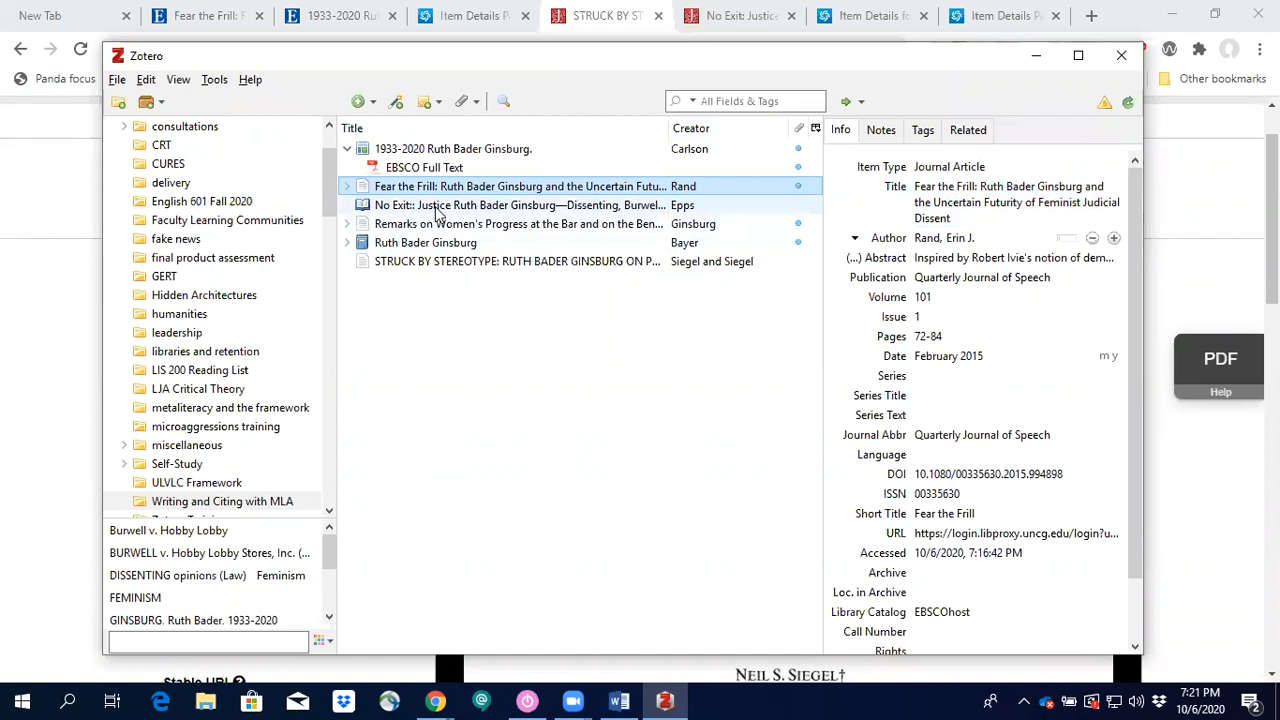 New Tab
Fear the Frill: R
1933-2020 Ru
Item Details P
STRUCK BY ST
No Exit: Justic
Item Details fo
Item Details Pa
Panda focus
Other bookmarks
Zotero
File Edit View Tools Help
All Fields & Tags
consultations
CRT
CURES
delivery
English 601 Fall 2020
Faculty Learning Communities
fake news
final product assessment
GERT
Hidden Architectures
humanities
leadership
libraries and retention
LIS 200 Reading List
LJA Critical Theory
metaliteracy and the framework
microaggressions training
miscellaneous
Self-Study
ULVLC Framework
Writing and Citing with MLA
Burwell v. Hobby Lobby
BURWELL v. Hobby Lobby Stores, Inc. (...
DISSENTING opinions (Law) Feminism
FEMINISM
GINSBURG, Ruth Bader, 1933-2020
Title Creator
1933-2020 Ruth Bader Ginsburg. Carlson
EBSCO Full Text
Fear the Frill: Ruth Bader Ginsburg and the Uncertain Futu... Rand
No Exit:: Justice Ruth Bader Ginsburg—Dissenting, Burwel... Epps
Remarks on Women's Progress at the Bar and on the Ben... Ginsburg
Ruth Bader Ginsburg Bayer
STRUCK BY STEREOTYPE: RUTH BADER GINSBURG ON P... Siegel and Siegel
Info Notes Tags Related
Item Type Journal Article
Title Fear the Frill: Ruth Bader Ginsburg and
the Uncertain Futurity of Feminist Judicial
Dissent
Author Rand, Erin J.
(...) Abstract Inspired by Robert Ivie's notion of dem...
Publication Quarterly Journal of Speech
Volume 101
Issue 1
Pages 72-84
Date February 2015 m y
Series
Series Title
Series Text
Journal Abbr Quarterly Journal of Speech
Language
DOI 10.1080/00335630.2015.994898
ISSN 00335630
Short Title Fear the Frill
URL https://login.libproxy.uncg.edu/login?u...
Accessed 10/6/2020, 7:16:42 PM
Archive
Loc. in Archive
Library Catalog EBSCOhost
Call Number
Rights
PDF
Help
Stable URL
NEIL S. SIEGEL†
7:21 PM
10/6/2020
2